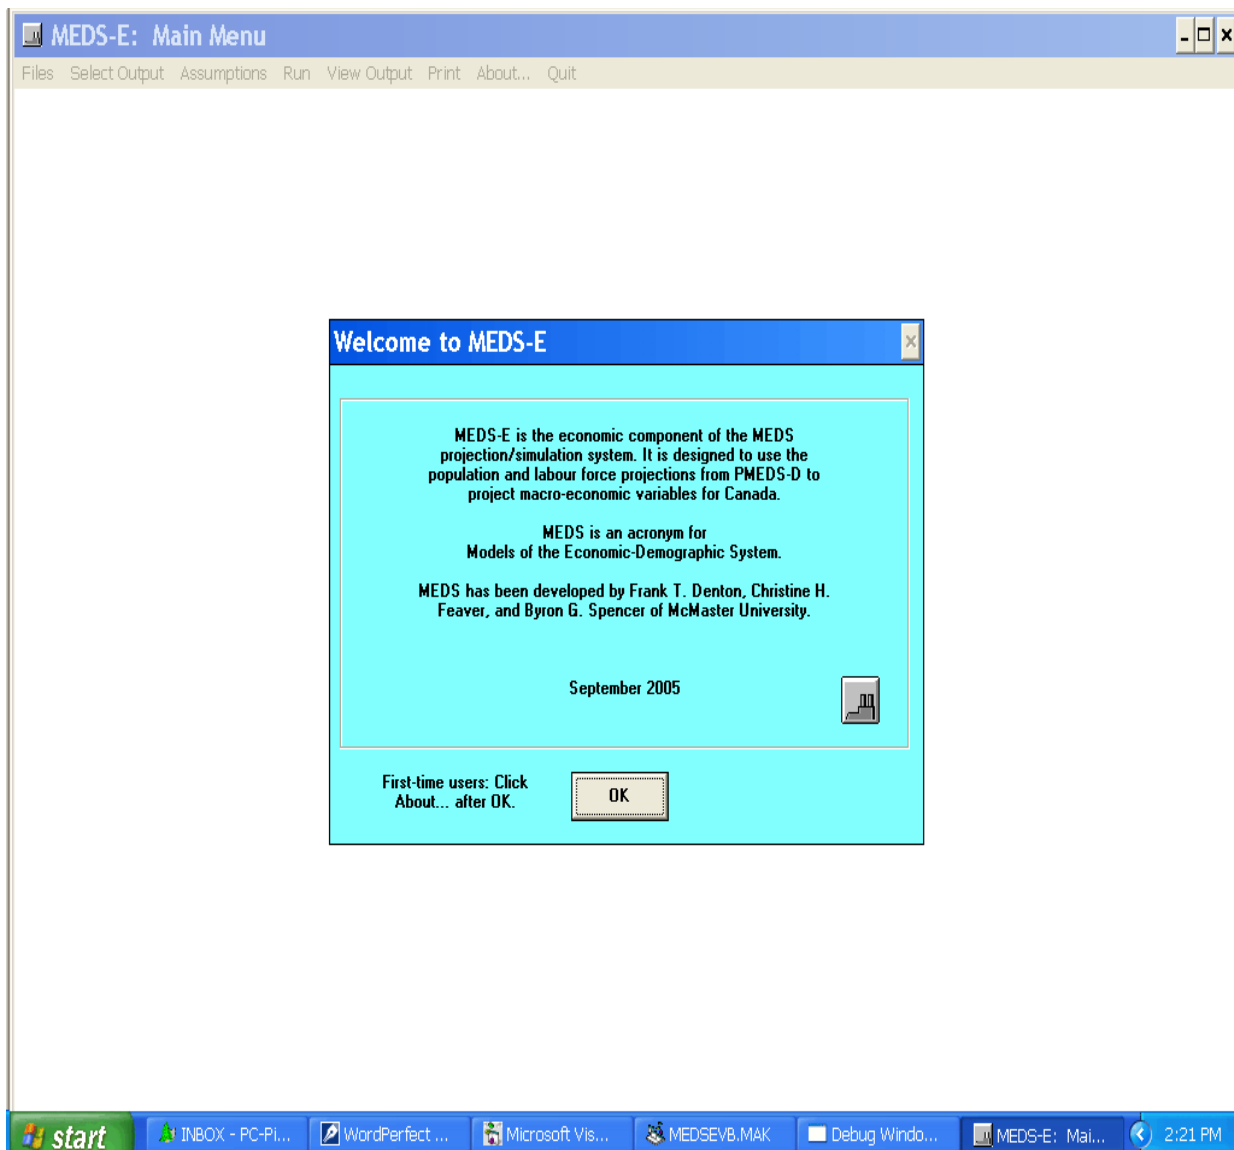 MEDS-E: Main Menu
Files Select Output Assumptions Run View Output Print About... Quit
Welcome to MEDS-E
MEDS-E is the economic component of the MEDS
projection/simulation system. It is designed to use the
population and labour force projections from PMEDS-D to
project macro-economic variables for Canada.
MEDS is an acronym for
Models of the Economic-Demographic System.
MEDS has been developed by Frank T. Denton, Christine H.
Feaver, and Byron G. Spencer of McMaster University.
September 2005
First-time users: Click
About... after OK.
OK
start INBOX - PC-Pi... WordPerfect ... Microsoft Vis... MEDSEVB.MAK Debug Windo... MEDS-E: Mai... 2:21 PM